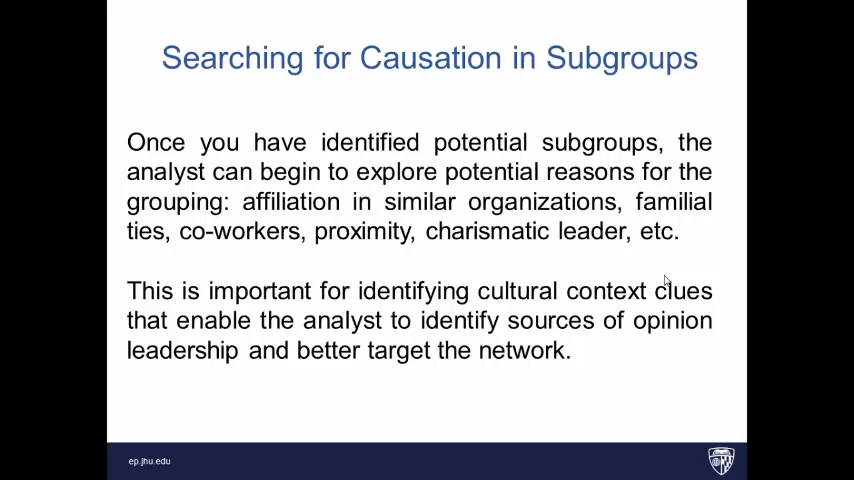 Searching for Causation in Subgroups
Once you have identified potential subgroups, the
analyst can begin to explore potential reasons for the
grouping: affiliation in similar organizations, familial
ties, co-workers, proximity, charismatic leader, etc.
This is important for identifying cultural context clues
that enable the analyst to identify sources of opinion
leadership and better target the network.
ep.jhu.edu